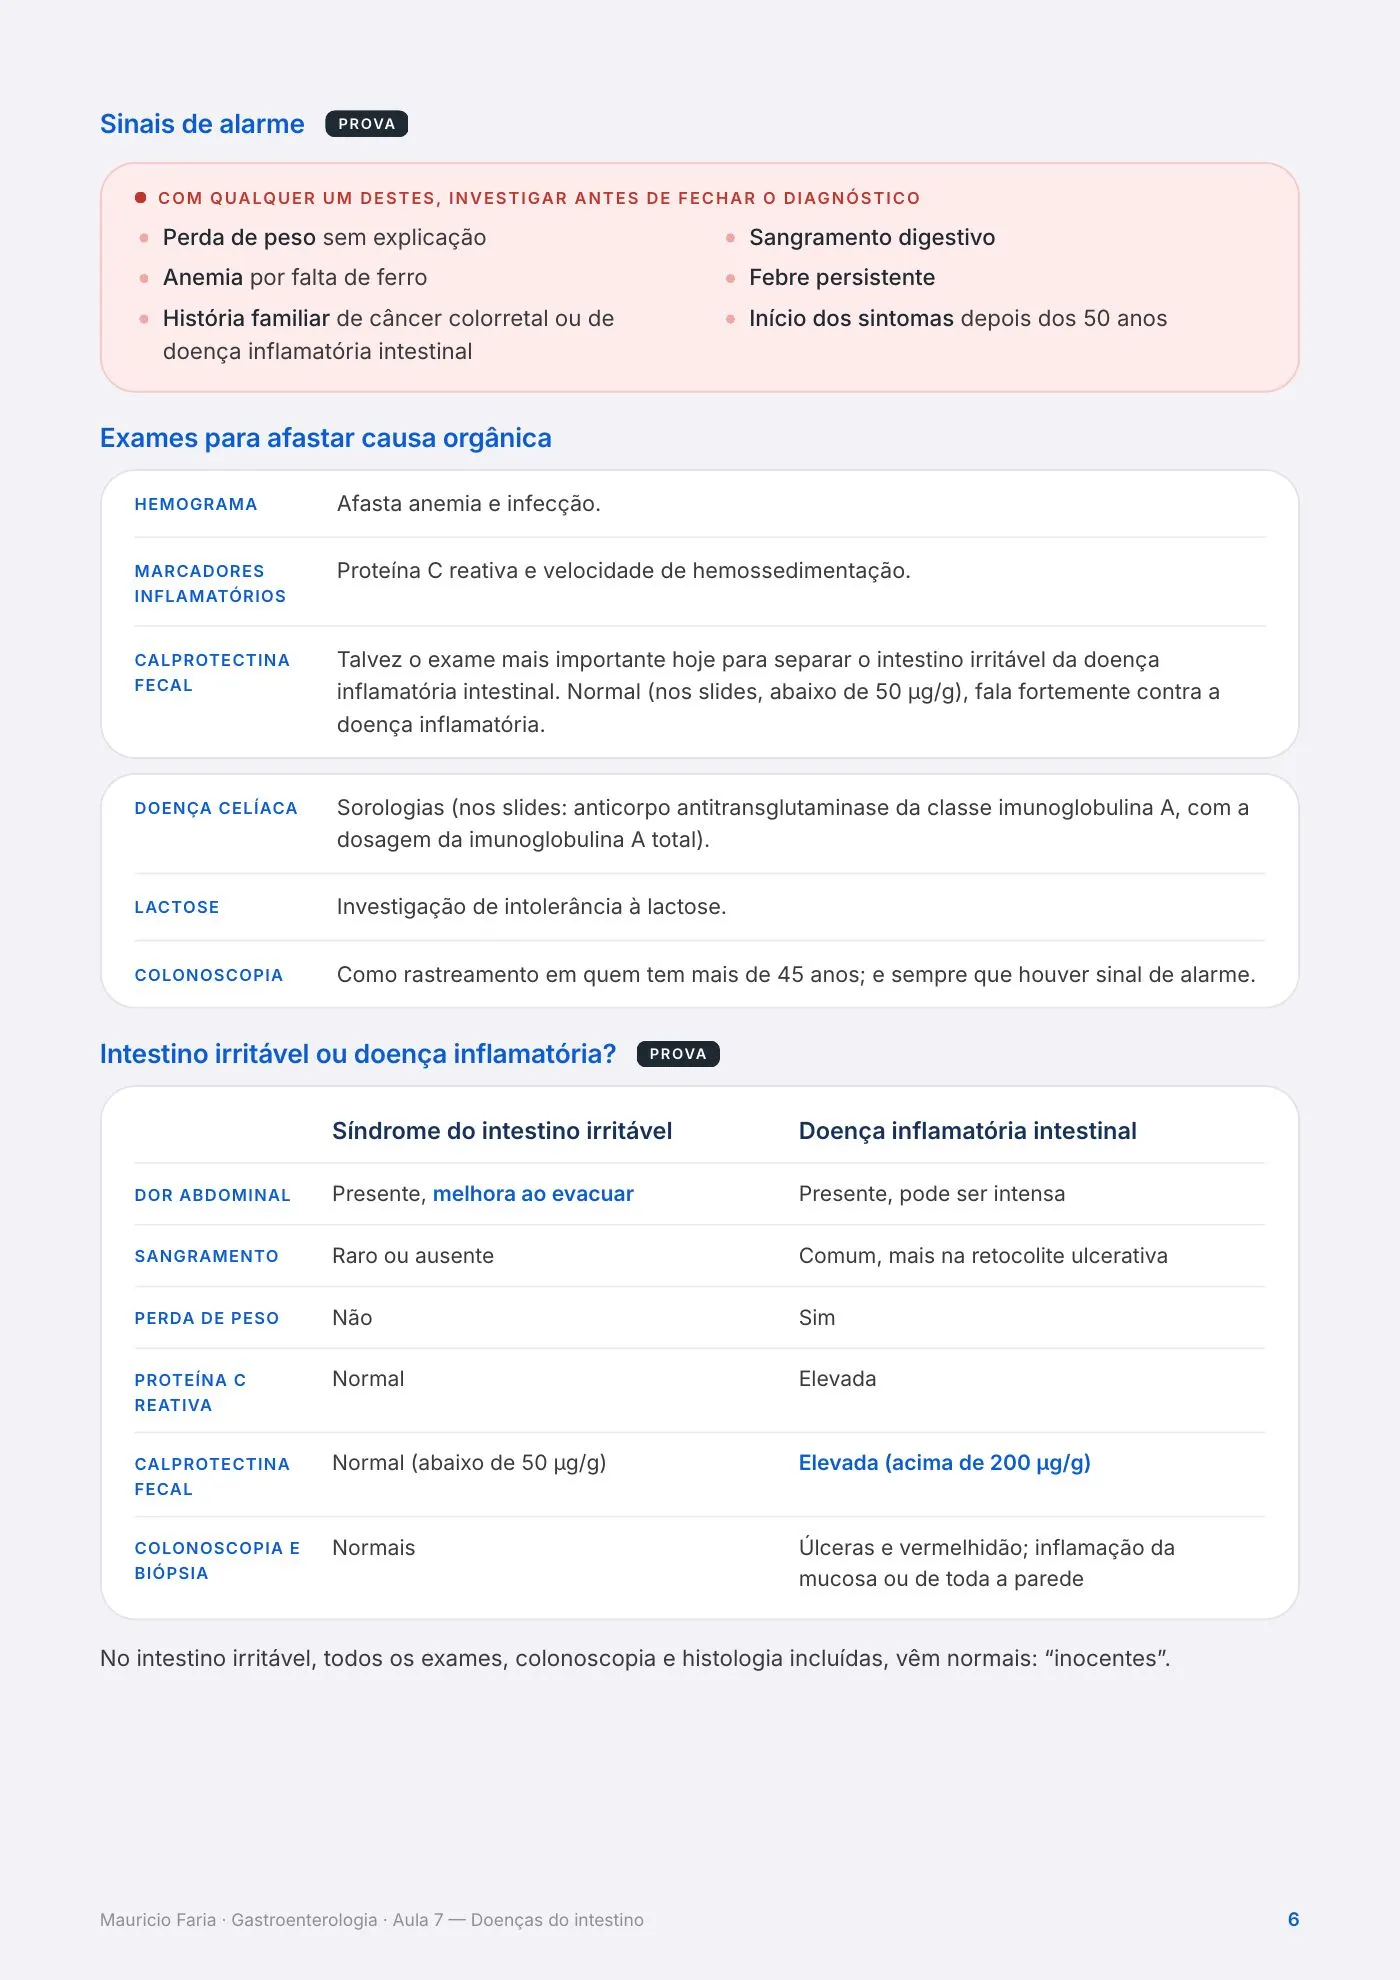 Sinais de alarme PROVA
COM QUALQUER UM DESTES, INVESTIGAR ANTES DE FECHAR O DIAGNÓSTICO
Perda de peso sem explicação
Anemia por falta de ferro
História familiar de câncer colorretal ou de
doença inflamatória intestinal
Sangramento digestivo
Febre persistente
Início dos sintomas depois dos 50 anos
Exames para afastar causa orgânica
HEMOGRAMA Afasta anemia e infecção.
MARCADORES
INFLAMATÓRIOS
Proteína C reativa e velocidade de hemossedimentação.
CALPROTECTINA
FECAL
Talvez o exame mais importante hoje para separar o intestino irritável da doença
inflamatória intestinal. Normal (nos slides, abaixo de 50 µg/g), fala fortemente contra a
doença inflamatória.
DOENÇA CELÍACA
Sorologias (nos slides: anticorpo antitransglutaminase da classe imunoglobulina A, com a
dosagem da imunoglobulina A total).
LACTOSE Investigação de intolerância à lactose.
COLONOSCOPIA Como rastreamento em quem tem mais de 45 anos; e sempre que houver sinal de alarme.
Intestino irritável ou doença inflamatória? PROVA
Síndrome do intestino irritável Doença inflamatória intestinal
DOR ABDOMINAL Presente, melhora ao evacuar Presente, pode ser intensa
SANGRAMENTO Raro ou ausente Comum, mais na retocolite ulcerativa
PERDA DE PESO Não Sim
PROTEÍNA C
REATIVA
Normal Elevada
CALPROTECTINA
FECAL
Normal (abaixo de 50 µg/g) Elevada (acima de 200 µg/g)
COLONOSCOPIA E
BIÓPSIA
Normais
Úlceras e vermelhidão; inflamação da
mucosa ou de toda a parede
No intestino irritável, todos os exames, colonoscopia e histologia incluídas, vêm normais: “inocentes”.
Mauricio Faria · Gastroenterologia · Aula 7 — Doenças do intestino 6